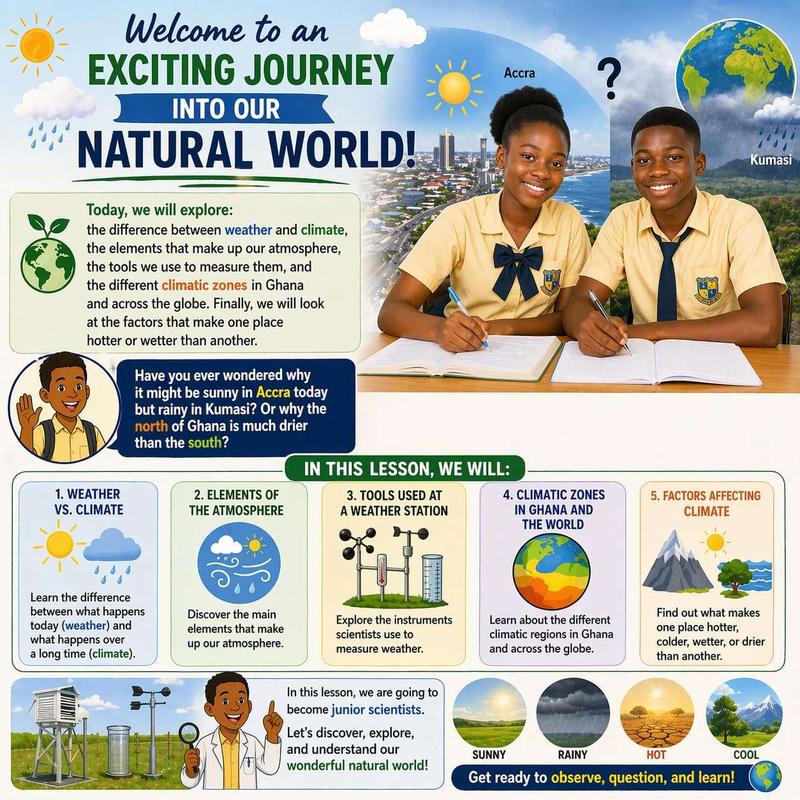 Welcome to an
EXCITING JOURNEY
INTO OUR
NATURAL WORLD!
Accra
?
Kumasi
Today, we will explore:
the difference between weather and climate,
the elements that make up our atmosphere,
the tools we use to measure them, and
the different climatic zones in Ghana
and across the globe. Finally, we will look
at the factors that make one place
hotter or wetter than another.
Have you ever wondered why
it might be sunny in Accra today
but rainy in Kumasi? Or why the
north of Ghana is much drier
than the south?
IN THIS LESSON, WE WILL:
1. WEATHER
VS. CLIMATE
Learn the difference
between what happens
today (weather) and
what happens over
a long time (climate).
2. ELEMENTS OF
THE ATMOSPHERE
Discover the main
elements that make
up our atmosphere.
3. TOOLS USED AT
A WEATHER STATION
Explore the instruments
scientists use to
measure weather.
4. CLIMATIC ZONES
IN GHANA AND
THE WORLD
Learn about the different
climatic regions in Ghana
and across the globe.
5. FACTORS AFFECTING
CLIMATE
Find out what makes
one place hotter,
colder, wetter, or drier
than another.
In this lesson, we are going to
become junior scientists.
Let's discover, explore,
and understand our
wonderful natural world!
SUNNY
RAINY
HOT
COOL
Get ready to observe, question, and learn!